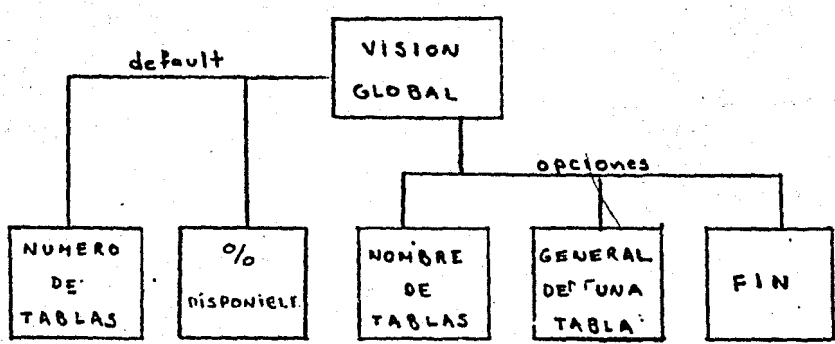 VISION
GLOBAL
default
opciones
NUMERO
DE
TABLAS
%
DISPONIBLE
NOMBRE
DE
TABLAS
GENERAL
DE UNA
TABLA
FIN